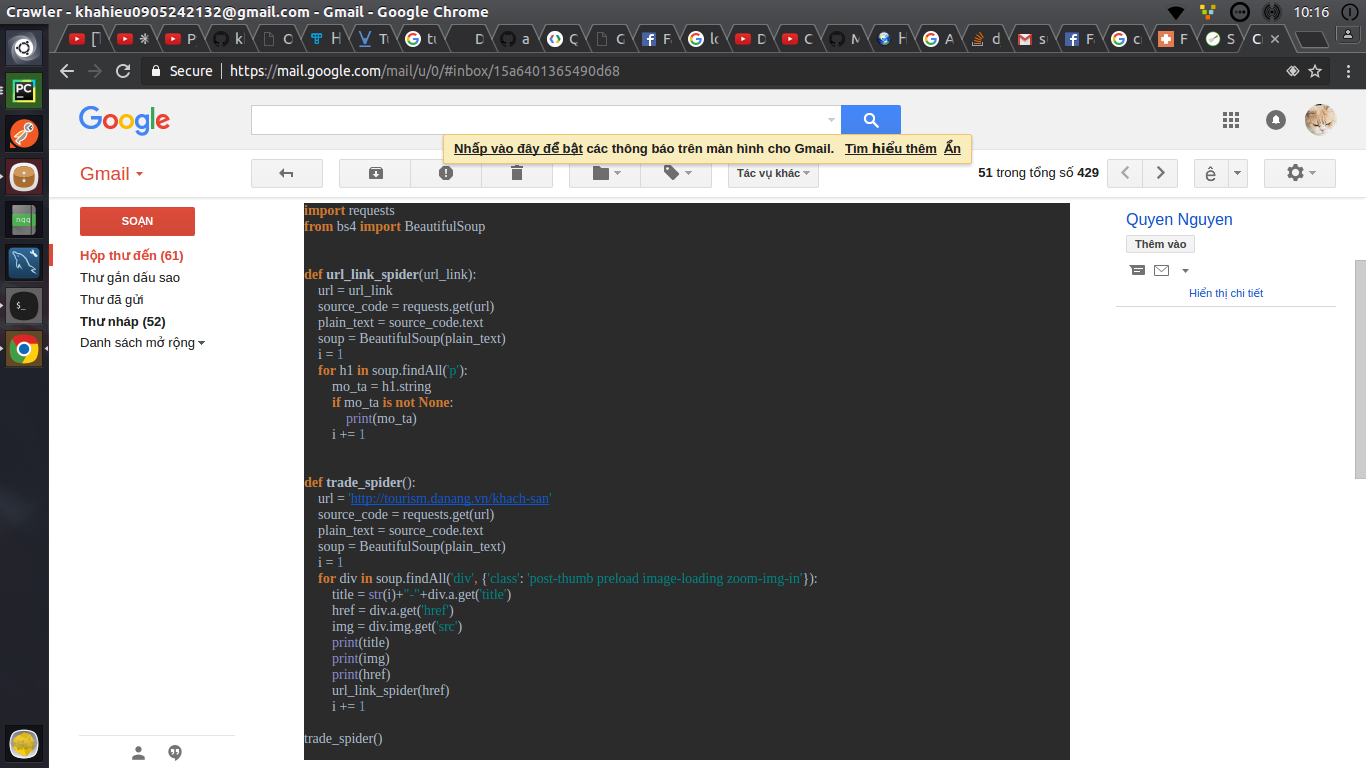 Crawler - khahieu0905242132@gmail.com - Gmail - Google Chrome
10:16
Secure https://mail.google.com/mail/u/0/#inbox/15a6401365490d68
Google
Nhấp vào đây để bật các thông báo trên màn hình cho Gmail. Tìm hiểu thêm Ẩn
Gmail
Tác vụ khác
51 trong tổng số 429
ê
SOẠN
Hộp thư đến (61)
Thư gắn dấu sao
Thư đã gửi
Thư nháp (52)
Danh sách mở rộng
import requests
from bs4 import BeautifulSoup
def url_link_spider(url_link):
url = url_link
source_code = requests.get(url)
plain_text = source_code.text
soup = BeautifulSoup(plain_text)
i = 1
for h1 in soup.findAll('p'):
mo_ta = h1.string
if mo_ta is not None:
print(mo_ta)
i += 1
def trade_spider():
url = 'http://tourism.danang.vn/khach-san'
source_code = requests.get(url)
plain_text = source_code.text
soup = BeautifulSoup(plain_text)
i = 1
for div in soup.findAll('div', {'class': 'post-thumb preload image-loading zoom-img-in'}):
title = str(i)+"-"+div.a.get('title')
href = div.a.get('href')
img = div.img.get('src')
print(title)
print(img)
print(href)
url_link_spider(href)
i += 1
trade_spider()
Quyen Nguyen
Thêm vào
Hiển thị chi tiết